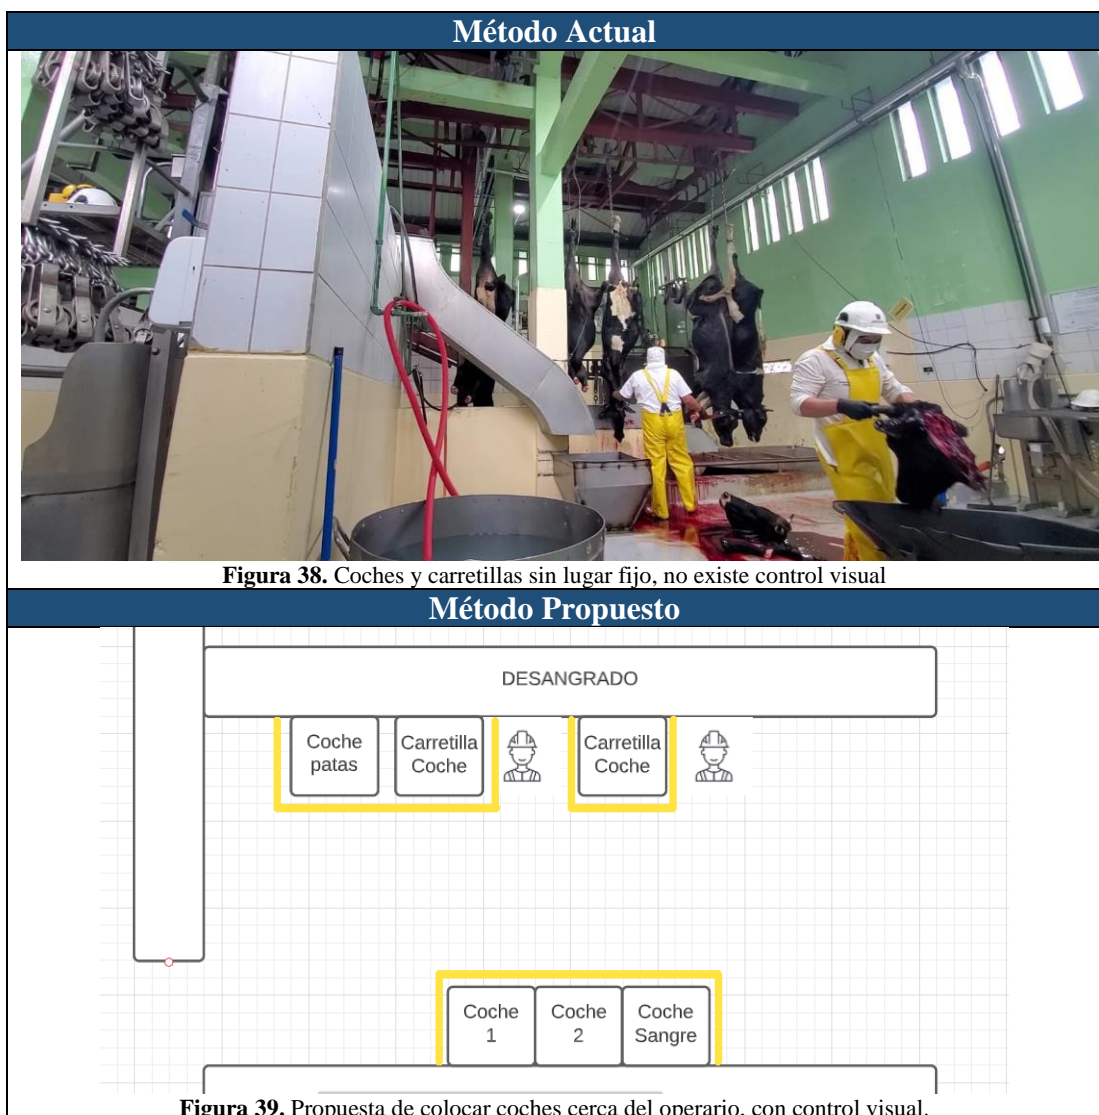 Método Actual
Figura 38. Coches y carretillas sin lugar fijo, no existe control visual
Método Propuesto
DESANGRADO
Coche
patas
Carretilla
Coche
Carretilla
Coche
Coche
1
Coche
2
Coche
Sangre
Figura 39. Propuesta de colocar coches cerca del operario, con control visual.